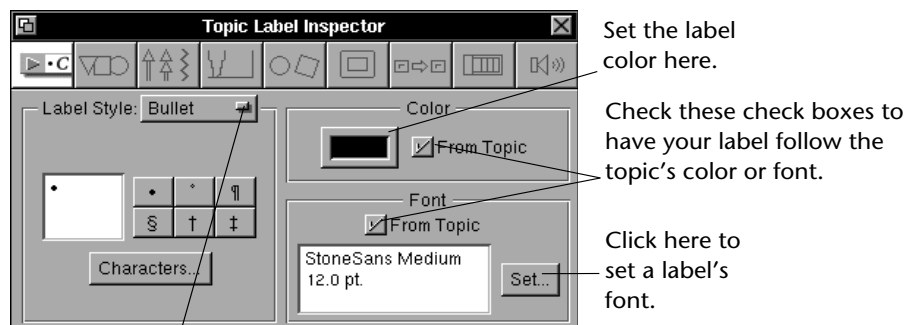 Topic Label Inspector
•C
Label Style: Bullet
•
• ° ¶
§ † ‡
Characters...
Color
From Topic
Font
From Topic
StoneSans Medium
12.0 pt.
Set...
Set the label
color here.
Check these check boxes to
have your label follow the
topic’s color or font.
Click here to
set a label’s
font.